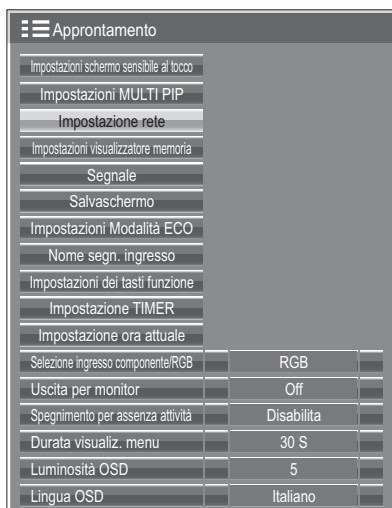 Approntamento
Impostazioni schermo sensibile al tocco
Impostazioni MULTI PIP
Impostazione rete
Impostazioni visualizzatore memoria
Segnale
Salvaschermo
Impostazioni Modalità ECO
Nome segn. ingresso
Impostazioni dei tasti funzione
Impostazione TIMER
Impostazione ora attuale
Selezione ingresso componente/RGB RGB
Uscita per monitor Off
Spegnimento per assenza attività Disabilita
Durata visualiz. menu 30 S
Luminosità OSD 5
Lingua OSD Italiano